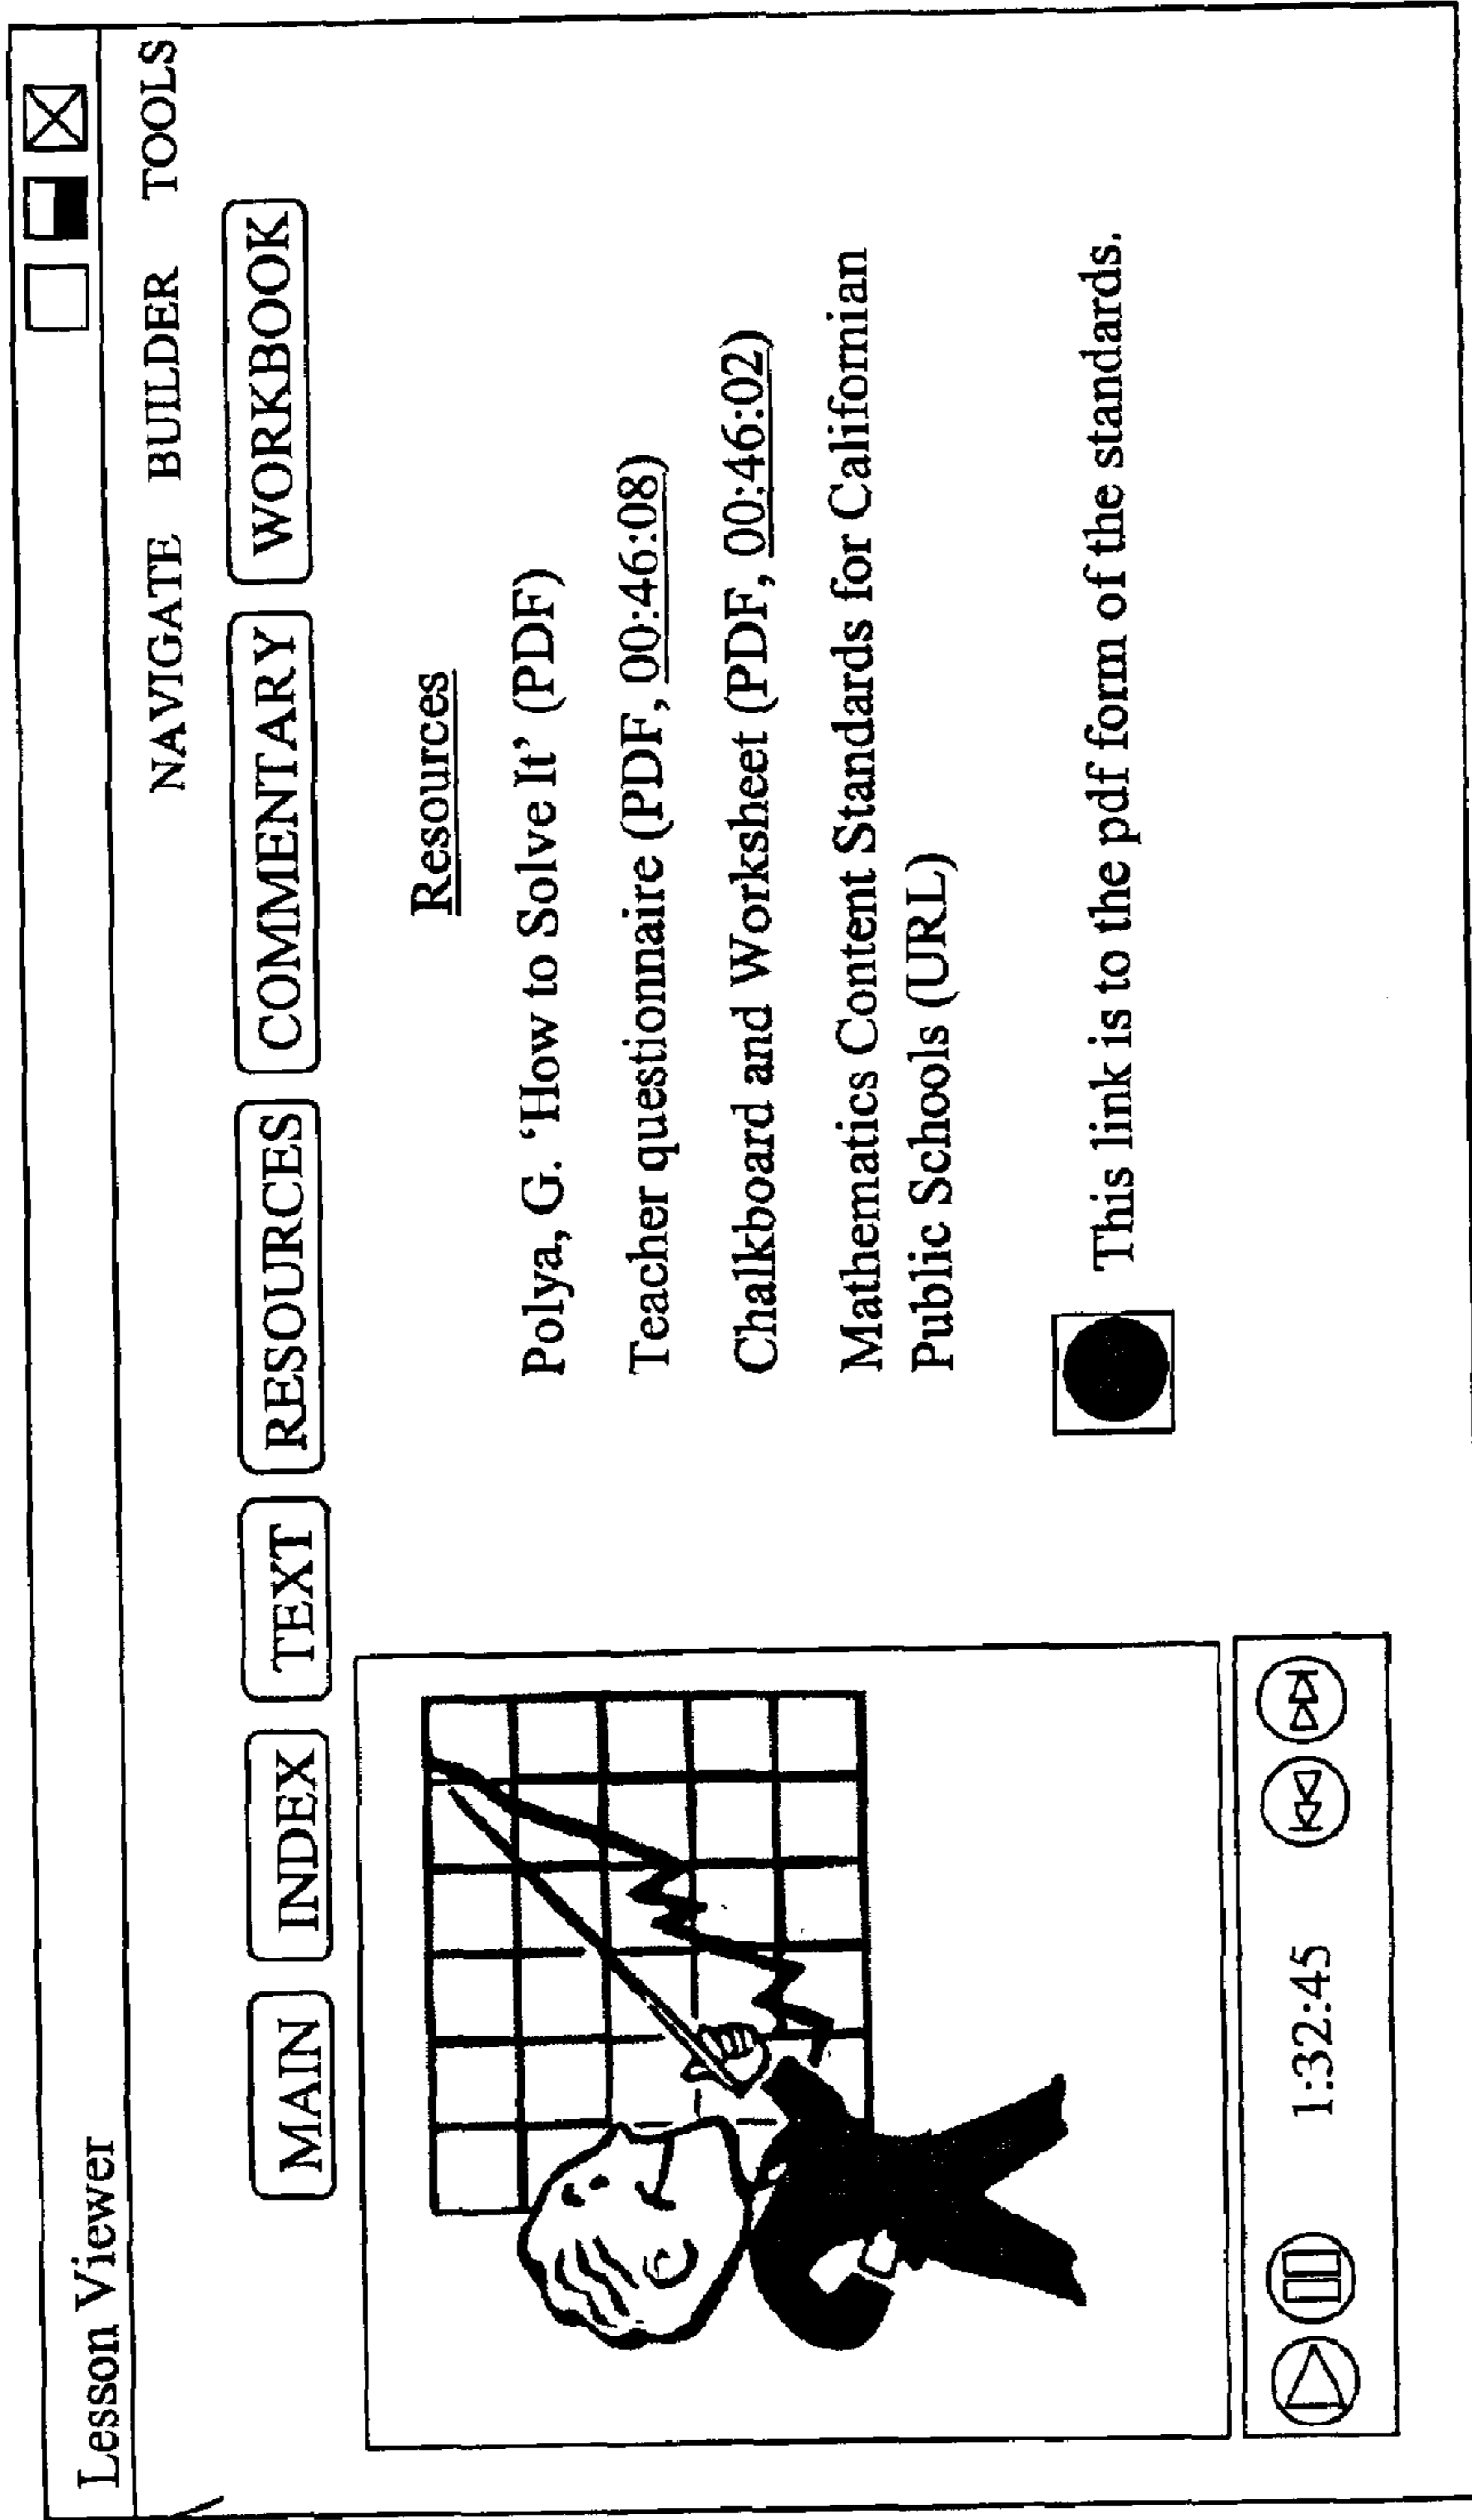 Lesson Viewer
NAVIGATE BUILDER TOOLS
MAIN INDEX TEXT RESOURCES COMMENTARY WORKBOOK
Resources
Polya, G. ‘How to Solve It’ (PDF)
Teacher questionnaire (PDF, 00:46:08)
Chalkboard and Worksheet (PDF, 00:46:02)
Mathematics Content Standards for Californian
Public Schools (URL)
This link is to the pdf form of the standards.
1:32:45